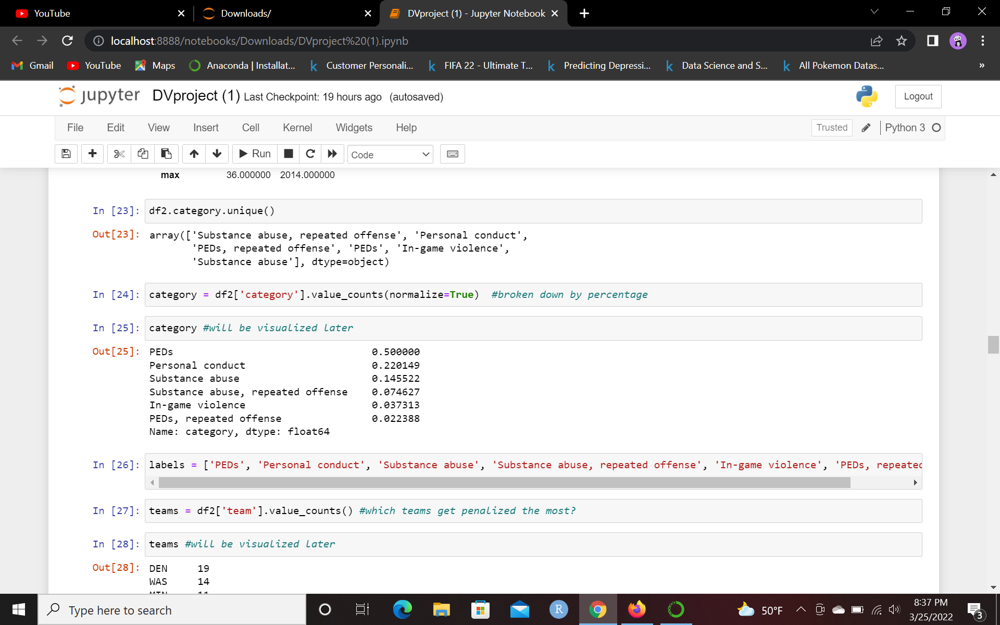 YouTube
Downloads/
DVproject (1) - Jupyter Notebook
localhost:8888/notebooks/Downloads/DVproject%20(1).ipynb
Gmail YouTube Maps Anaconda | Installat... Customer Personali... FIFA 22 - Ultimate T... Predicting Depressi... Data Science and S... All Pokemon Datas... »
jupyter DVproject (1) Last Checkpoint: 19 hours ago (autosaved) Logout
File Edit View Insert Cell Kernel Widgets Help Trusted Python 3
Run Code
max 36.000000 2014.000000
In [23]: df2.category.unique()
Out[23]: array(['Substance abuse, repeated offense', 'Personal conduct',
'PEDs, repeated offense', 'PEDs', 'In-game violence',
'Substance abuse'], dtype=object)
In [24]: category = df2['category'].value_counts(normalize=True) #broken down by percentage
In [25]: category #will be visualized later
Out[25]: PEDs 0.500000
Personal conduct 0.220149
Substance abuse 0.145522
Substance abuse, repeated offense 0.074627
In-game violence 0.037313
PEDs, repeated offense 0.022388
Name: category, dtype: float64
In [26]: labels = ['PEDs', 'Personal conduct', 'Substance abuse', 'Substance abuse, repeated offense', 'In-game violence', 'PEDs, repeated
In [27]: teams = df2['team'].value_counts() #which teams get penalized the most?
In [28]: teams #will be visualized later
Out[28]: DEN 19
WAS 14
MIN 11
Type here to search
R
50°F
8:37 PM
3/25/2022
3